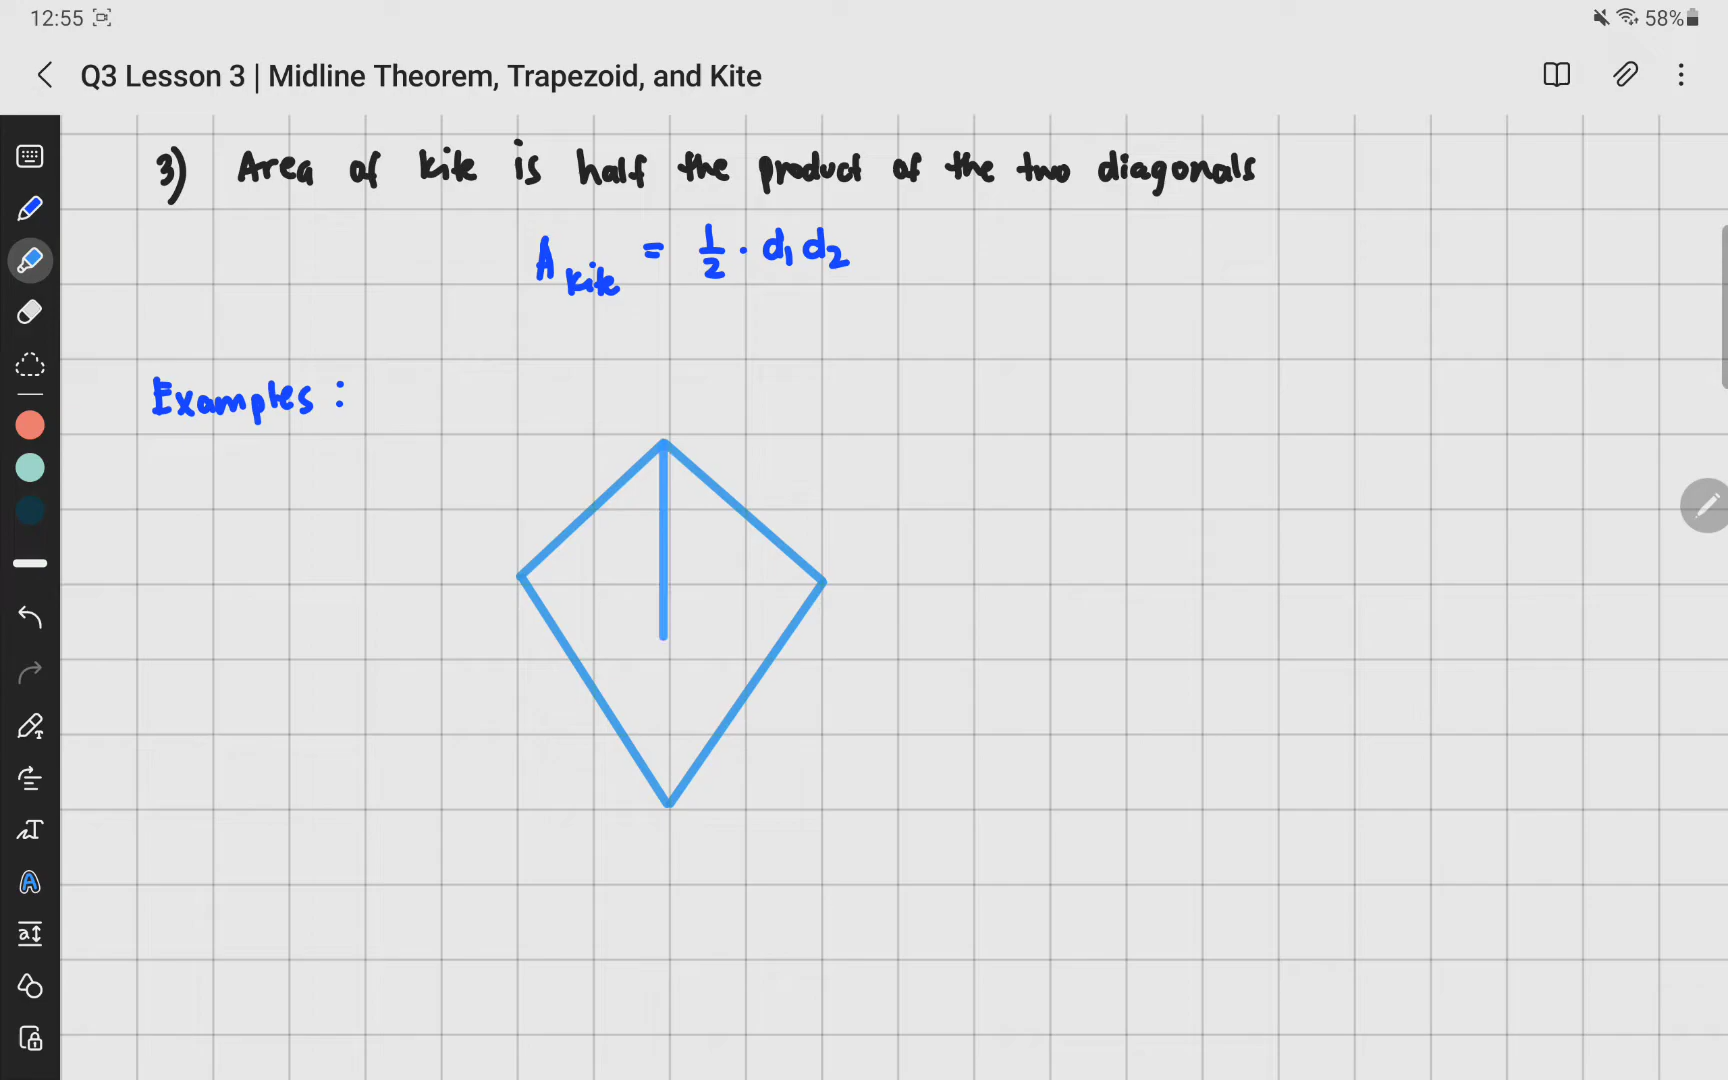 12:55 58%
Q3 Lesson 3 | Midline Theorem, Trapezoid, and Kite
3) Area of kite is half the product of the two diagonals
A kite = 1/2 · d₁ d₂
Examples :